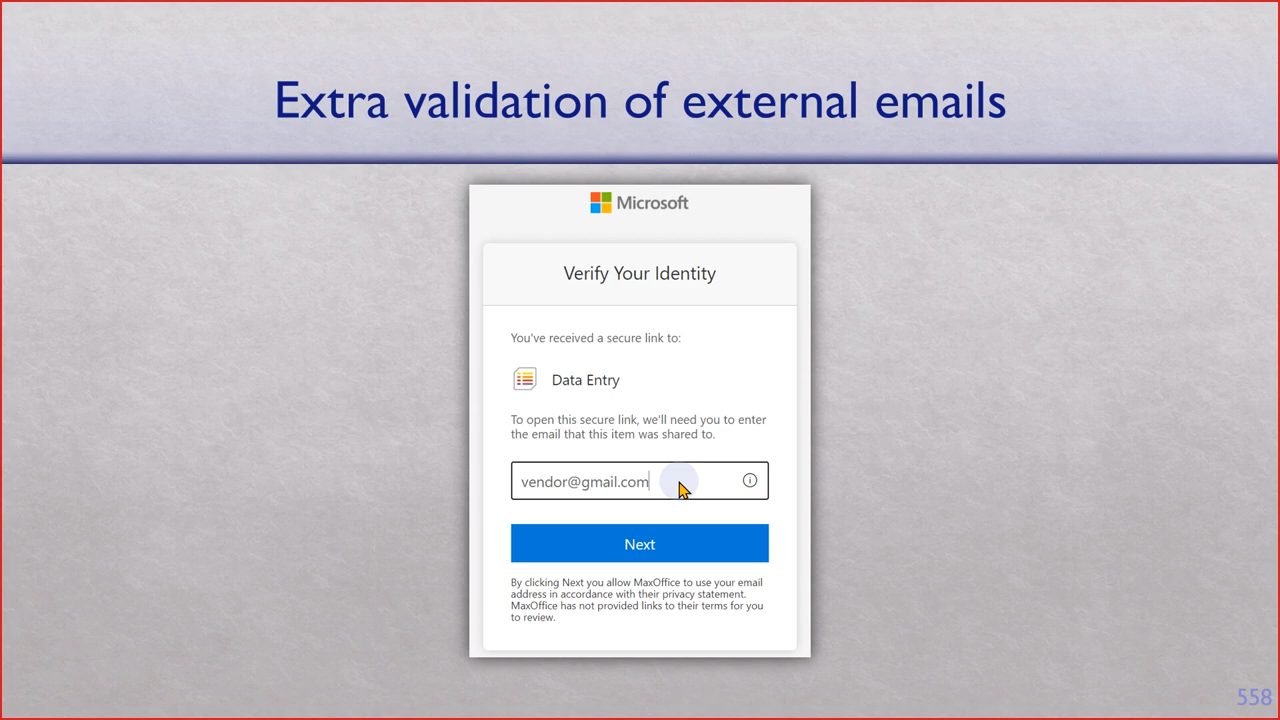 Extra validation of external emails
Microsoft
Verify Your Identity
You've received a secure link to:
Data Entry
To open this secure link, we'll need you to enter
the email that this item was shared to.
vendor@gmail.com
Next
By clicking Next you allow MaxOffice to use your email
address in accordance with their privacy statement.
MaxOffice has not provided links to their terms for you
to review.
558